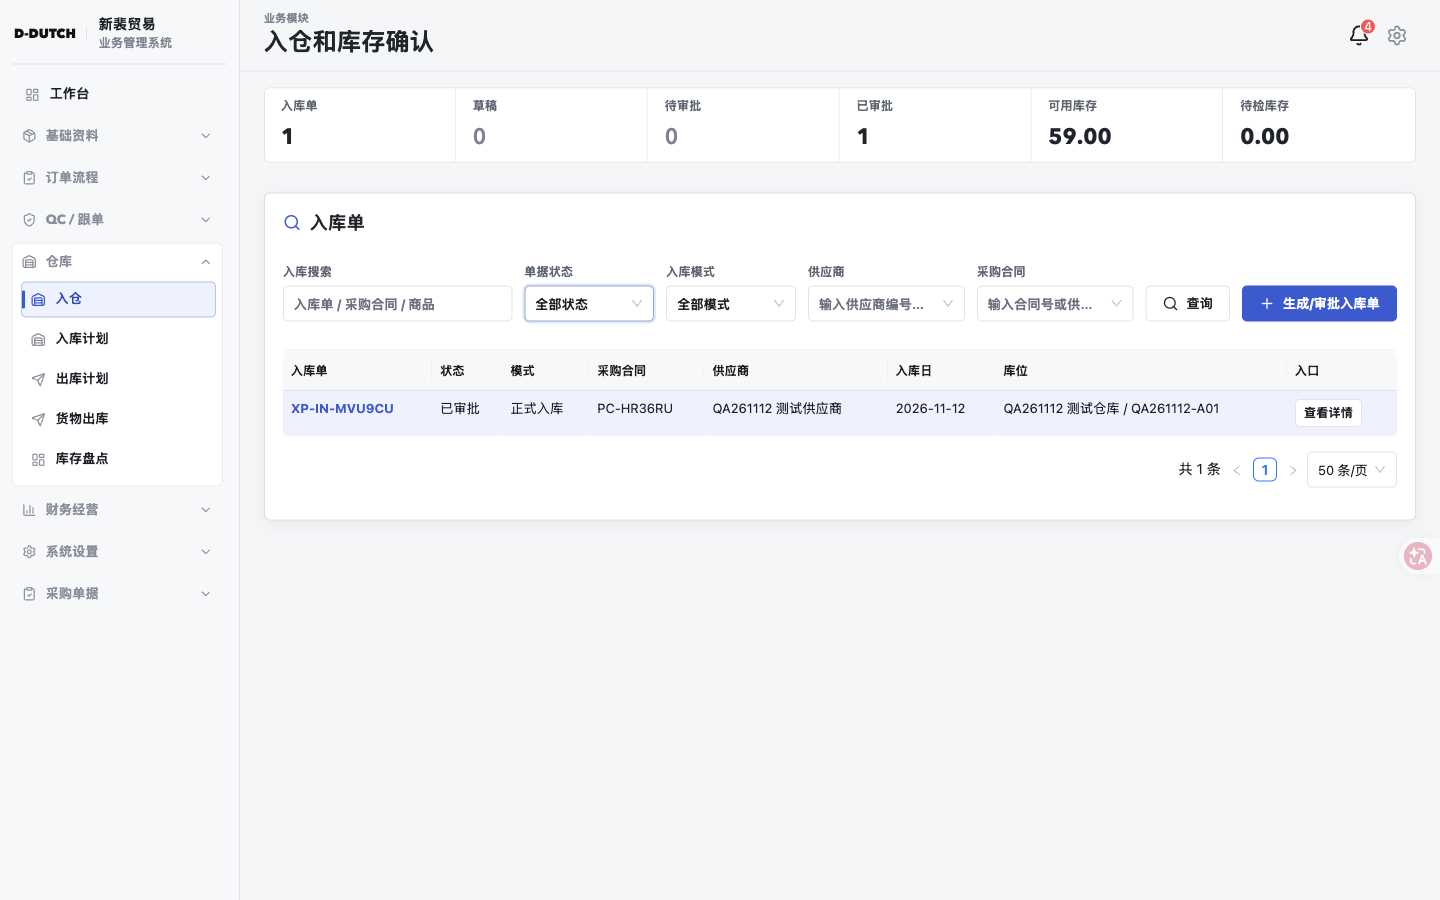 D-DUTCH
新裴贸易
业务管理系统
工作台
基础资料
订单流程
QC / 跟单
仓库
入仓
入库计划
出库计划
货物出库
库存盘点
财务经营
系统设置
采购单据
业务模块
入仓和库存确认
4
入库单 草稿 待审批 已审批 可用库存 待检库存
1 0 0 1 59.00 0.00
入库单
入库搜索 单据状态 入库模式 供应商 采购合同
入库单 / 采购合同 / 商品 全部状态 全部模式 输入供应商编号... 输入合同号或供... 查询 生成/审批入库单
入库单 状态 模式 采购合同 供应商 入库日 库位 入口
XP-IN-MVU9CU 已审批 正式入库 PC-HR36RU QA261112 测试供应商 2026-11-12 QA261112 测试仓库 / QA261112-A01 查看详情
共 1 条 1 50 条/页